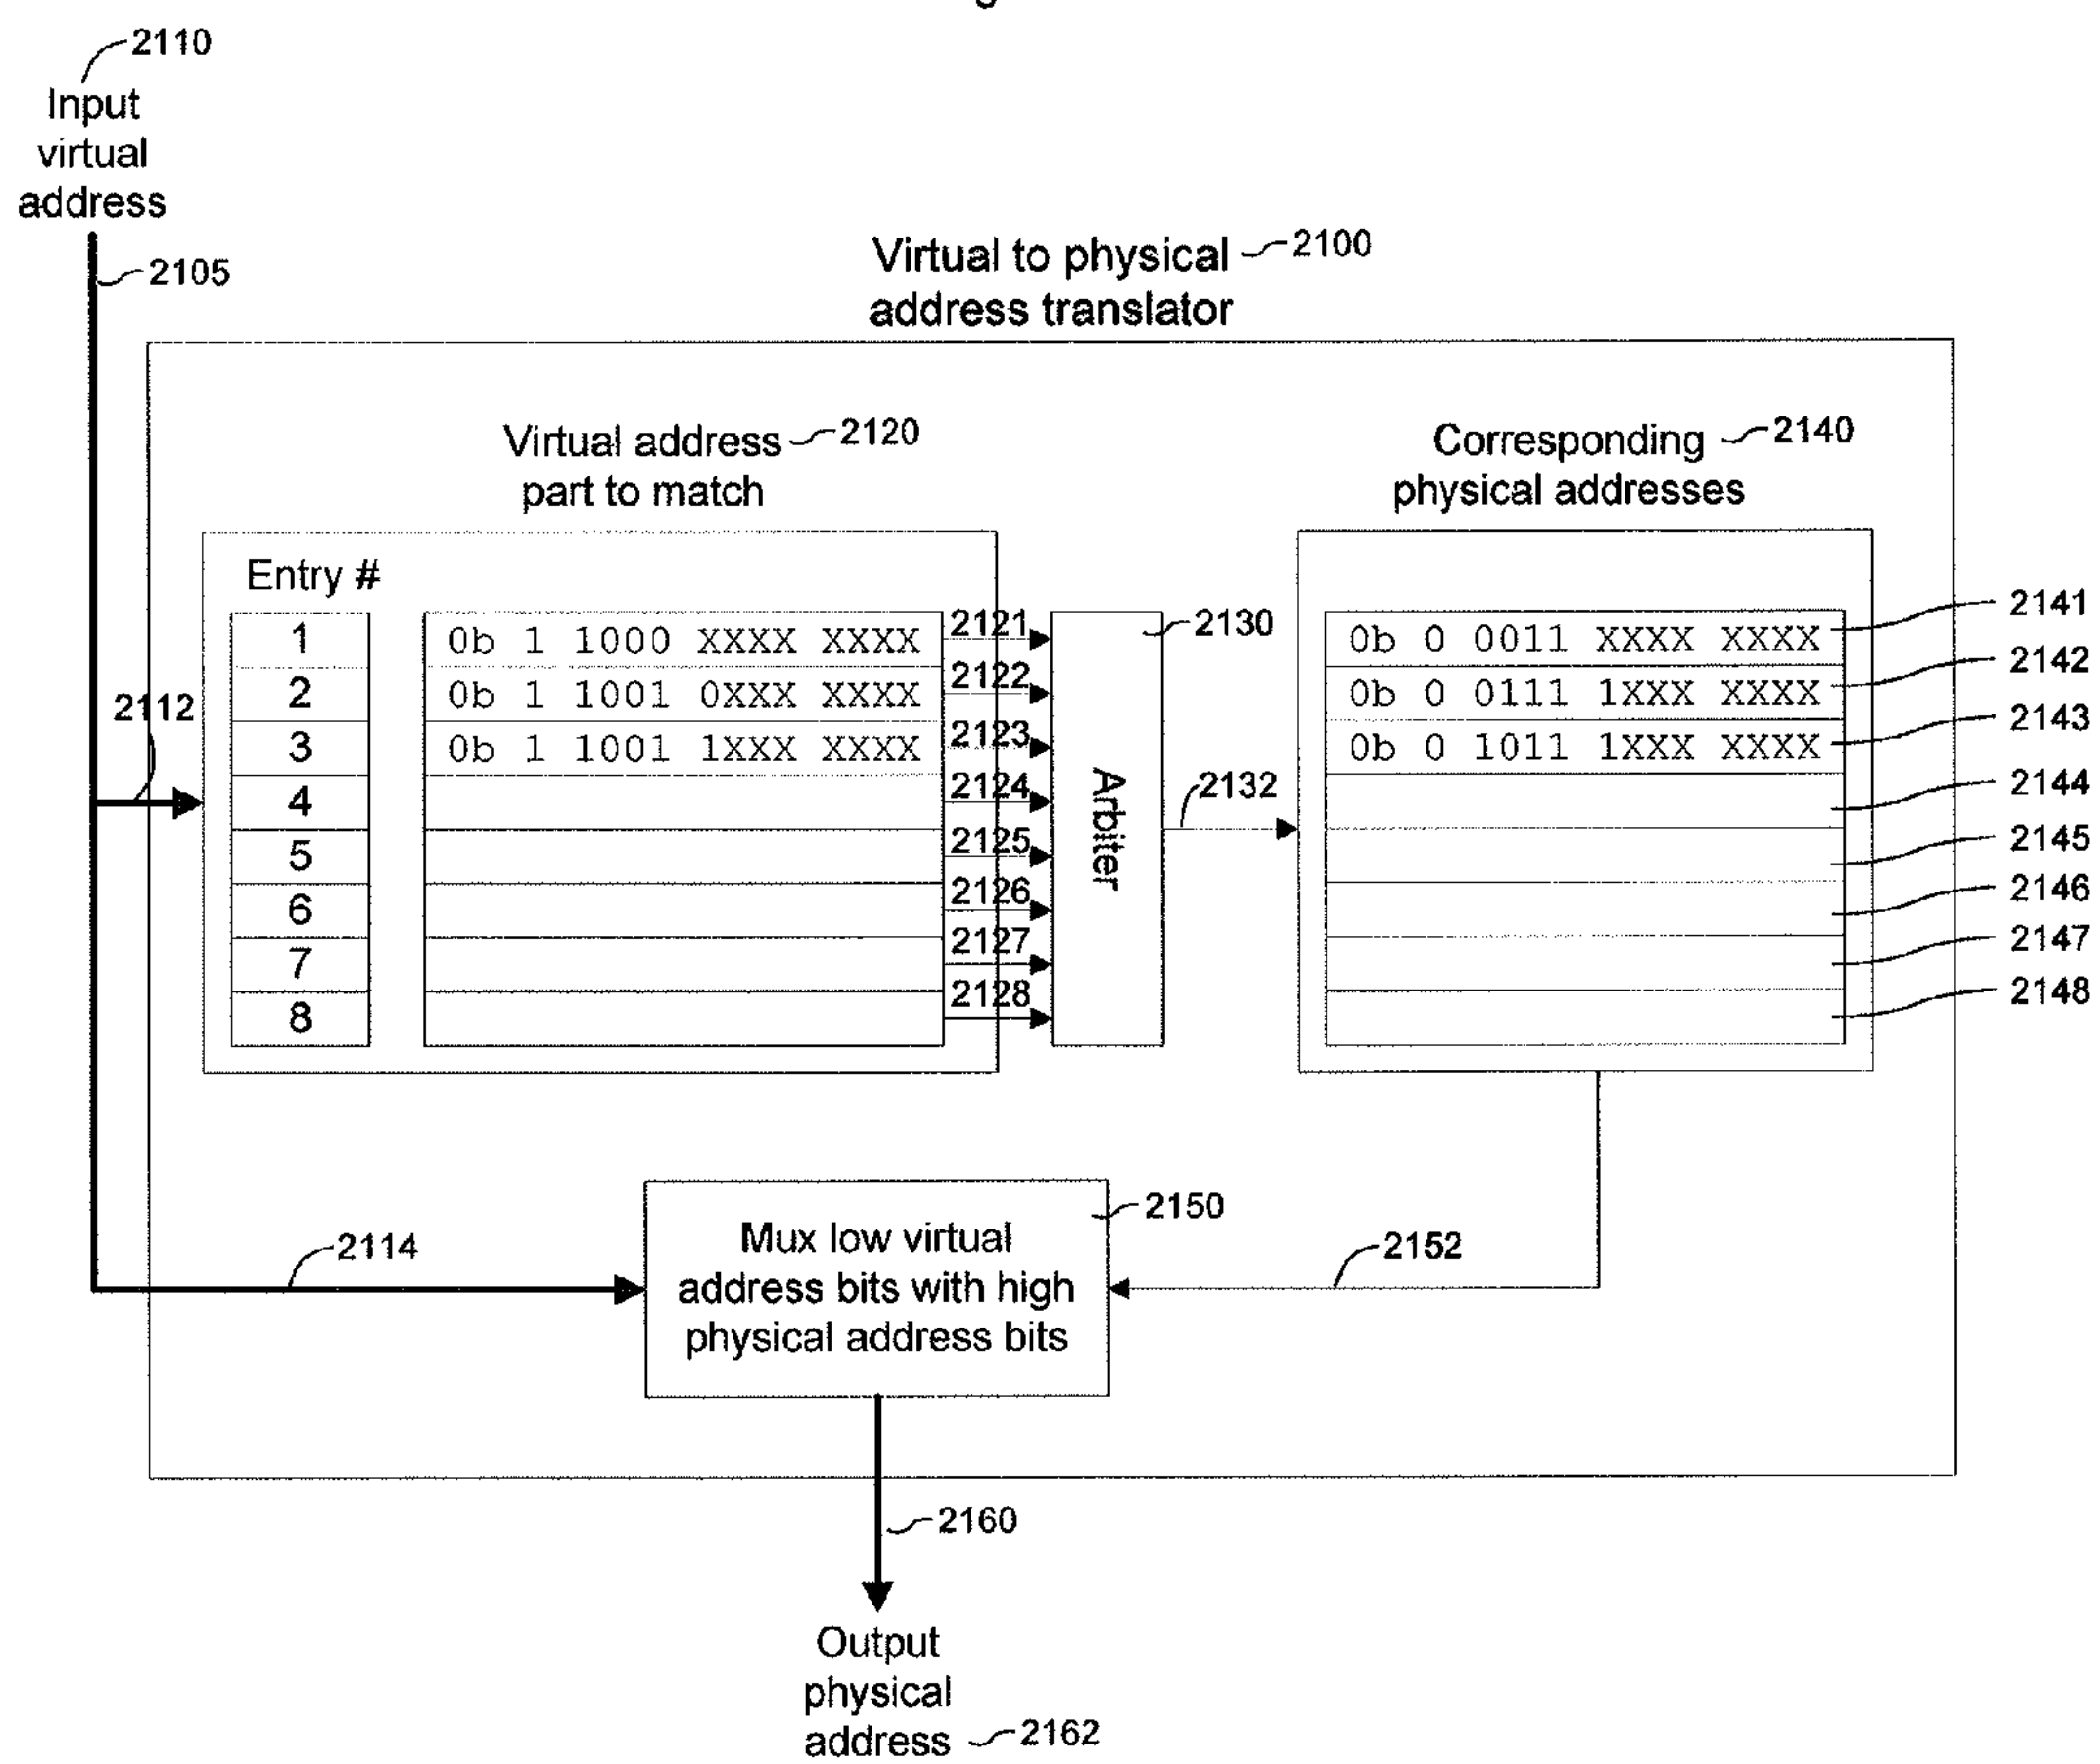 2110
Input
virtual
address
2105
Virtual to physical
address translator
2100
Virtual address
part to match
2120
Corresponding
physical addresses
2140
Entry #
1
2
3
4
5
6
7
8
0b 1 1000 XXXX XXXX
0b 1 1001 0XXX XXXX
0b 1 1001 1XXX XXXX
2121
2122
2123
2124
2125
2126
2127
2128
2130
Arbiter
2132
0b 0 0011 XXXX XXXX
0b 0 0111 1XXX XXXX
0b 0 1011 1XXX XXXX
2141
2142
2143
2144
2145
2146
2147
2148
2112
2114
Mux low virtual
address bits with high
physical address bits
2150
2152
2160
Output
physical
address
2162